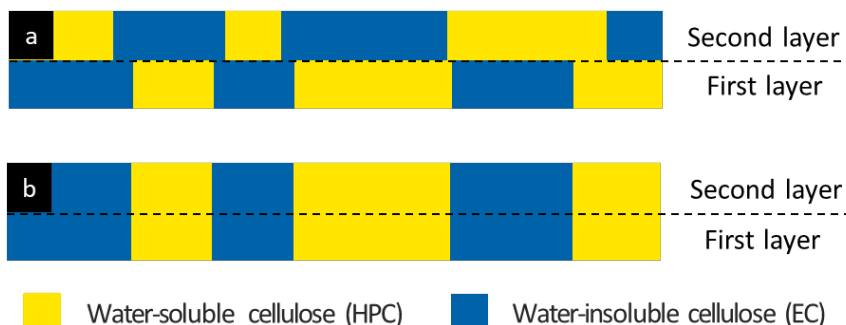 a
Second layer
First layer
b
Second layer
First layer
Water-soluble cellulose (HPC) Water-insoluble cellulose (EC)